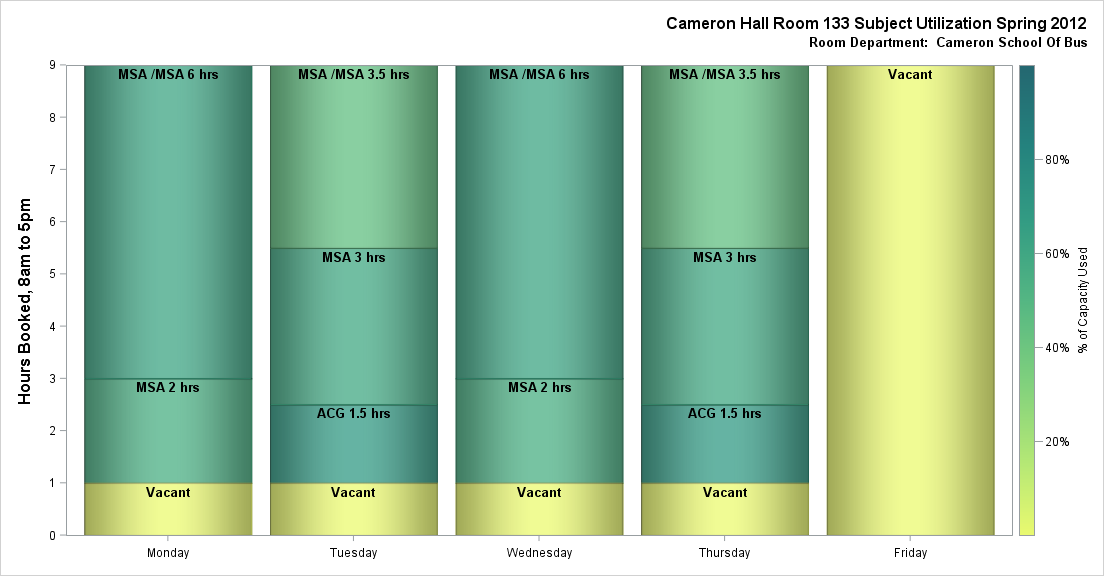 Cameron Hall Room 133 Subject Utilization Spring 2012
Room Department:  Cameron School Of Bus
Hours Booked, 8am to 5pm
9
8
7
6
5
4
3
2
1
0
MSA /MSA 6 hrs
MSA 2 hrs
Vacant
MSA /MSA 3.5 hrs
MSA 3 hrs
ACG 1.5 hrs
Vacant
MSA /MSA 6 hrs
MSA 2 hrs
Vacant
MSA /MSA 3.5 hrs
MSA 3 hrs
ACG 1.5 hrs
Vacant
Vacant
Monday
Tuesday
Wednesday
Thursday
Friday
80%
60%
40%
20%
% of Capacity Used